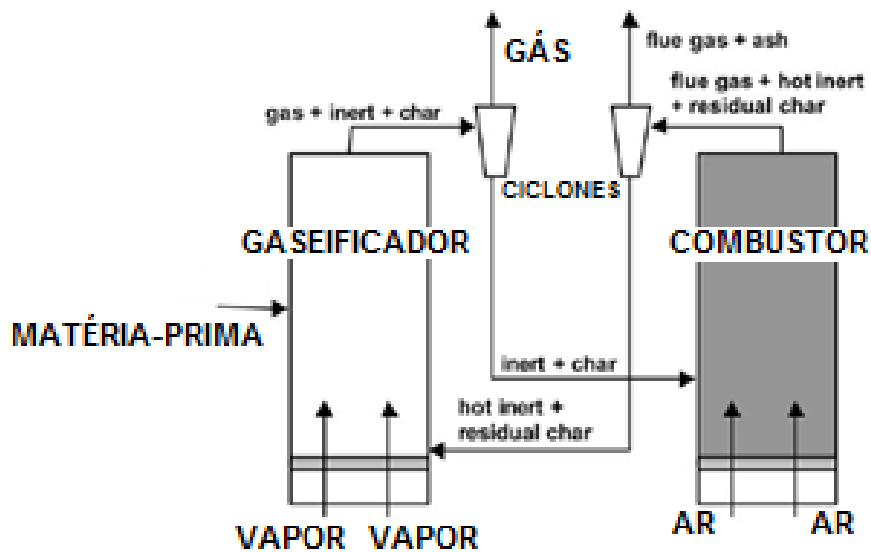 GÁS
flue gas + ash
flue gas + hot inert
+ residual char
gas + inert + char
CICLONES
GASEIFICADOR
COMBUSTOR
MATÉRIA-PRIMA
inert + char
hot inert +
residual char
VAPOR VAPOR
AR AR